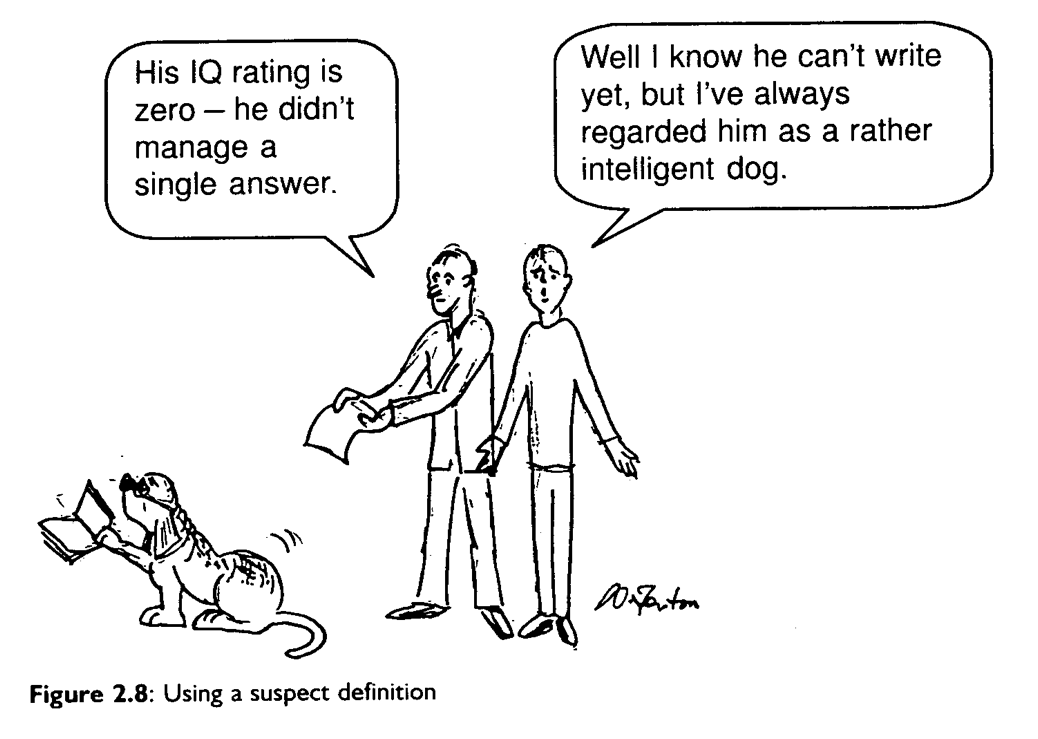 His IQ rating is
zero – he didn't
manage a
single answer.
Well I know he can't write
yet, but I've always
regarded him as a rather
intelligent dog.
Figure 2.8: Using a suspect definition